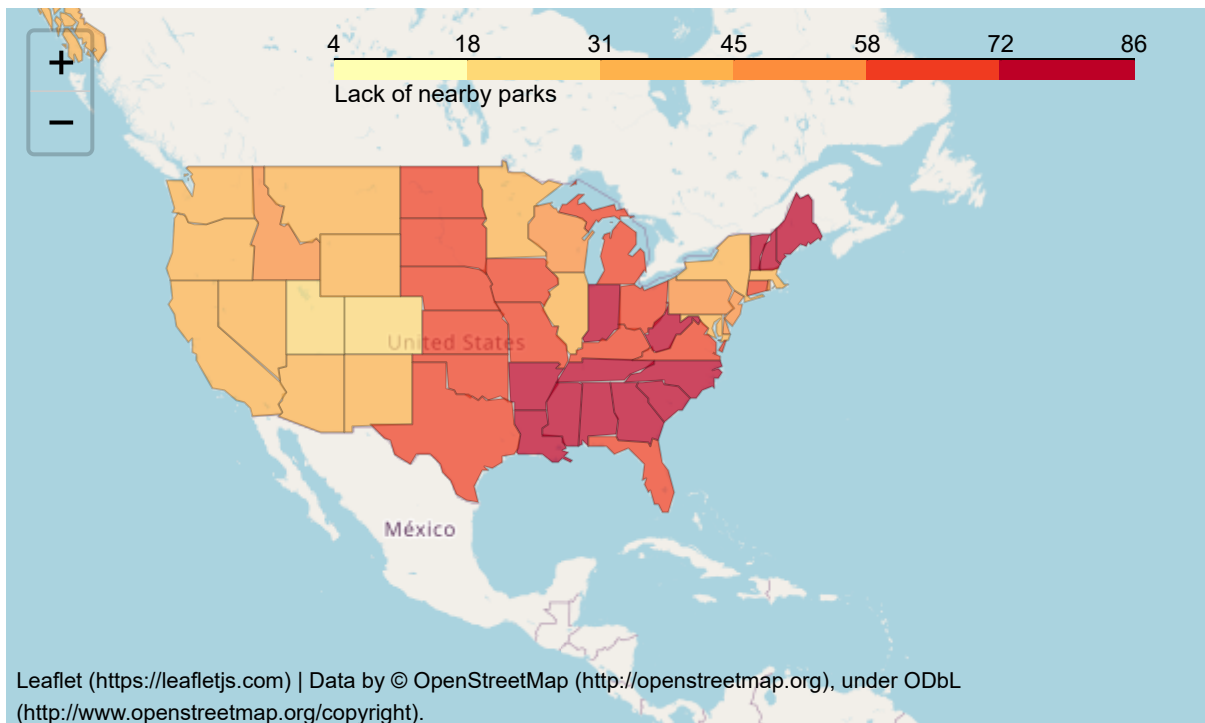 +
−
4 18 31 45 58 72 86
Lack of nearby parks
United States
México
Leaflet (https://leafletjs.com) | Data by © OpenStreetMap (http://openstreetmap.org), under ODbL
(http://www.openstreetmap.org/copyright).